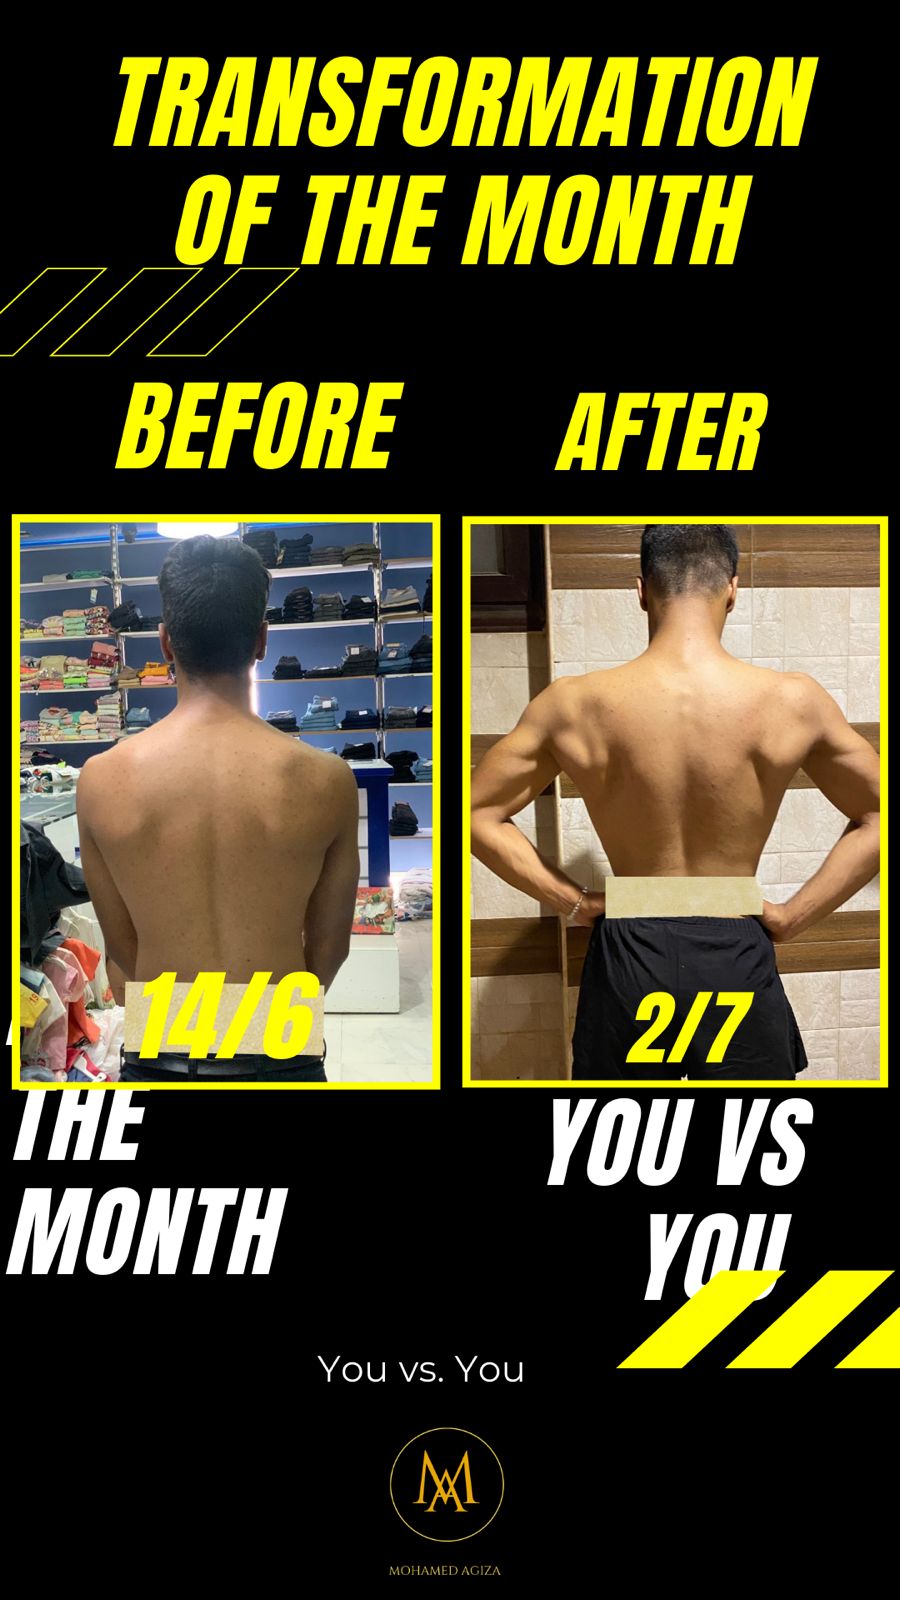 TRANSFORMATION
OF THE MONTH
BEFORE
AFTER
14/6
2/7
THE
MONTH
YOU VS
YOU
You vs. You
MA
MOHAMED AGIZA